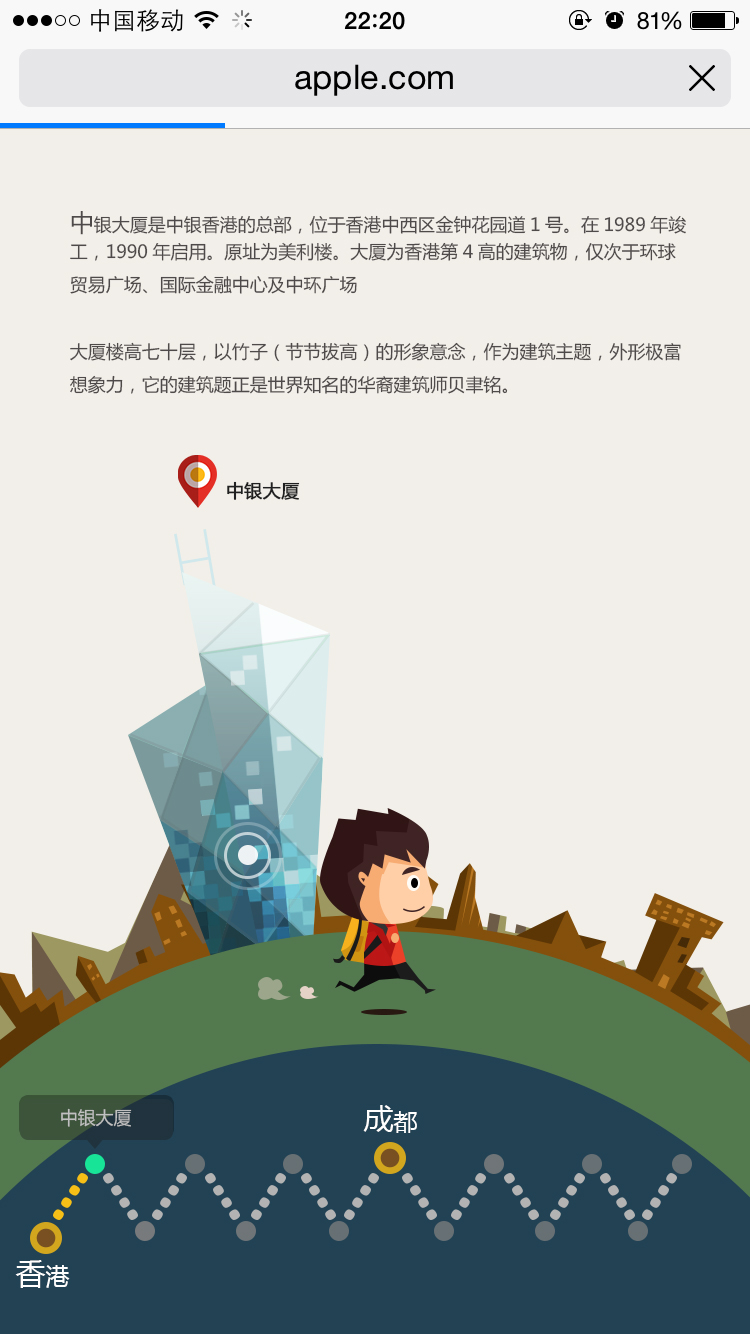 中国移动 22:20 81%
apple.com
中银大厦是中银香港的总部，位于香港中西区金钟花园道 1 号。在 1989 年竣
工，1990 年启用。原址为美利楼。大厦为香港第 4 高的建筑物，仅次于环球
贸易广场、国际金融中心及中环广场
大厦楼高七十层，以竹子（节节拔高）的形象意念，作为建筑主题，外形极富
想象力，它的建筑题正是世界知名的华裔建筑师贝聿铭。
中银大厦
中银大厦
成都
香港